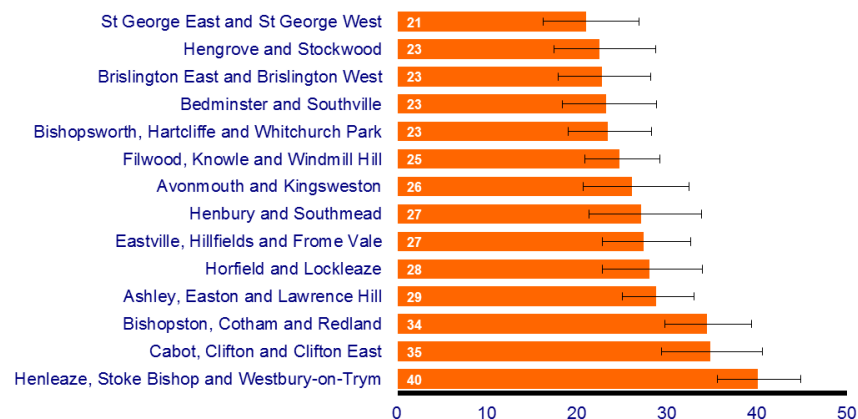 St George East and St George West 21
Hengrove and Stockwood 23
Brislington East and Brislington West 23
Bedminster and Southville 23
Bishopsworth, Hartcliffe and Whitchurch Park 23
Filwood, Knowle and Windmill Hill 25
Avonmouth and Kingsweston 26
Henbury and Southmead 27
Eastville, Hillfields and Frome Vale 27
Horfield and Lockleaze 28
Ashley, Easton and Lawrence Hill 29
Bishopston, Cotham and Redland 34
Cabot, Clifton and Clifton East 35
Henleaze, Stoke Bishop and Westbury-on-Trym 40
0 10 20 30 40 50